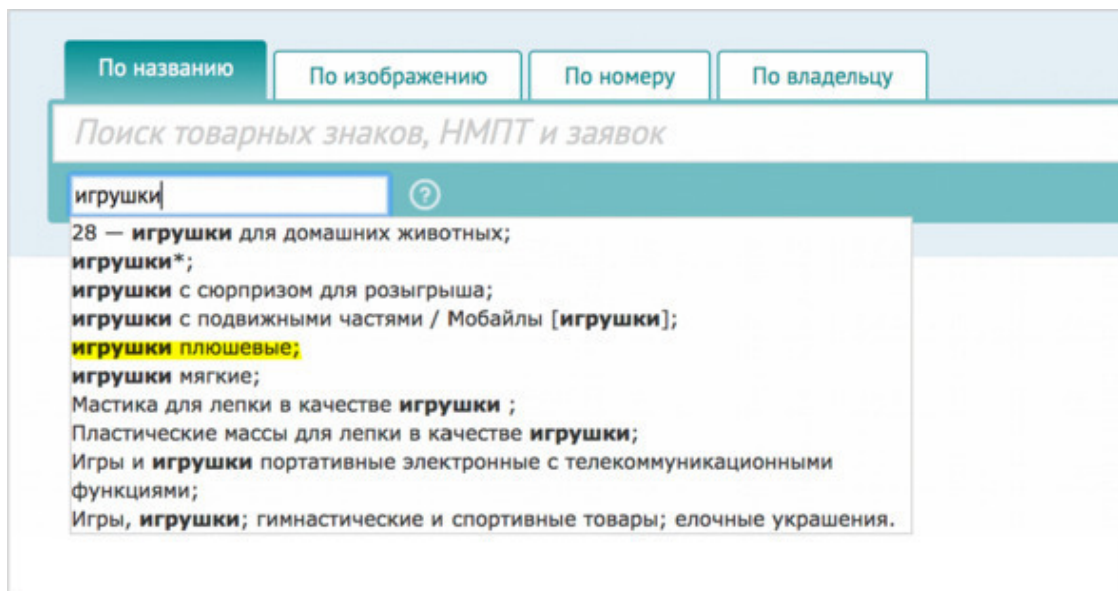 По названию По изображению По номеру По владельцу
Поиск товарных знаков, НМПТ и заявок
игрушки ?
28 — игрушки для домашних животных;
игрушки*;
игрушки с сюрпризом для розыгрыша;
игрушки с подвижными частями / Мобайлы [игрушки];
игрушки плюшевые;
игрушки мягкие;
Мастика для лепки в качестве игрушки ;
Пластические массы для лепки в качестве игрушки;
Игры и игрушки портативные электронные с телекоммуникационными
функциями;
Игры, игрушки; гимнастические и спортивные товары; елочные украшения.